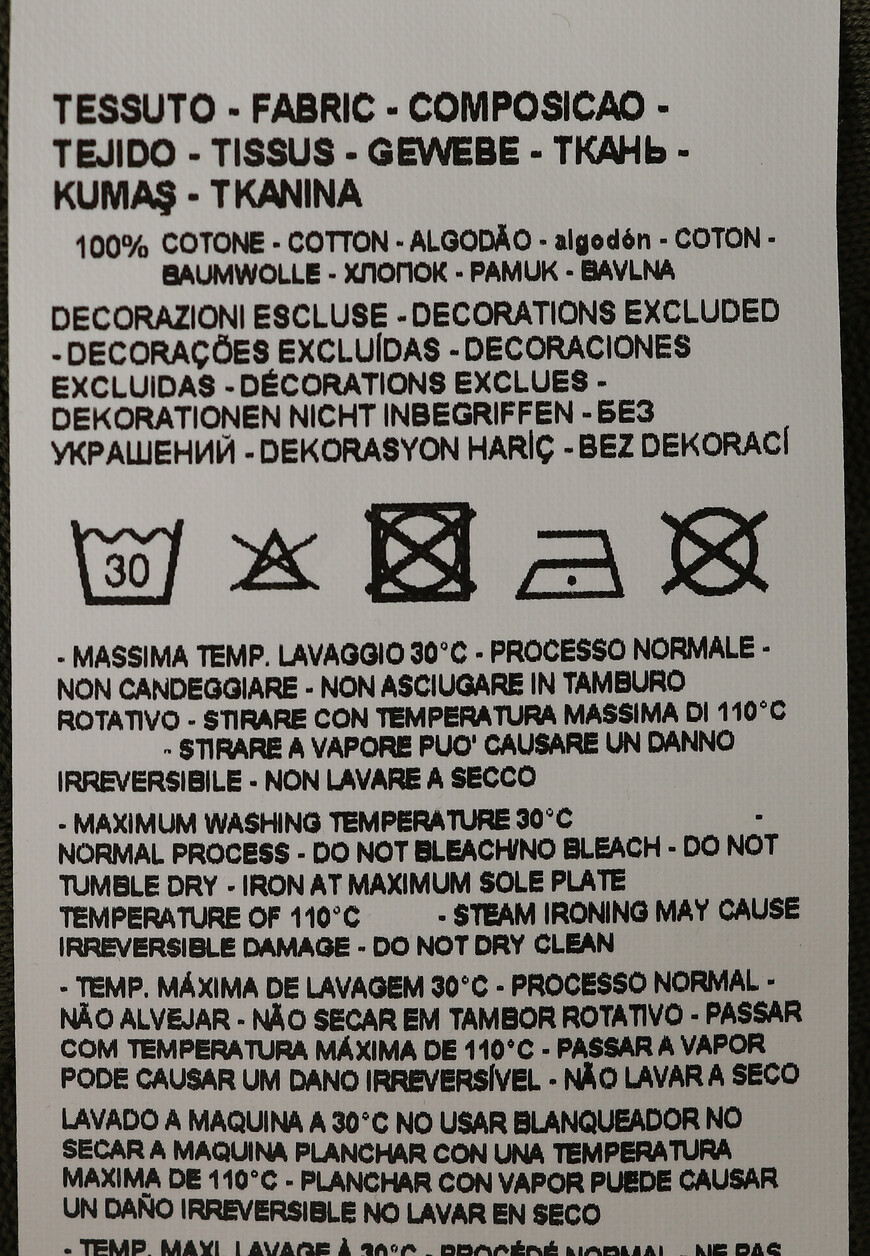 TESSUTO - FABRIC - COMPOSICAO -
TEJIDO - TISSUS - GEWEBE - ТКАНЬ -
KUMAŞ - TKANINA
100% COTONE - COTTON - ALGODÃO - algodón - COTON -
BAUMWOLLE - ХЛОПОК - PAMUK - BAVLNA
DECORAZIONI ESCLUSE - DECORATIONS EXCLUDED
- DECORAÇÕES EXCLUÍDAS - DECORACIONES
EXCLUIDAS - DÉCORATIONS EXCLUES -
DEKORATIONEN NICHT INBEGRIFFEN - БЕЗ
УКРАШЕНИЙ - DEKORASYON HARİÇ - BEZ DEKORACÍ
30
- MASSIMA TEMP. LAVAGGIO 30°C - PROCESSO NORMALE -
NON CANDEGGIARE - NON ASCIUGARE IN TAMBURO
ROTATIVO - STIRARE CON TEMPERATURA MASSIMA DI 110°C
- STIRARE A VAPORE PUO' CAUSARE UN DANNO
IRREVERSIBILE - NON LAVARE A SECCO
- MAXIMUM WASHING TEMPERATURE 30°C -
NORMAL PROCESS - DO NOT BLEACH/NO BLEACH - DO NOT
TUMBLE DRY - IRON AT MAXIMUM SOLE PLATE
TEMPERATURE OF 110°C - STEAM IRONING MAY CAUSE
IRREVERSIBLE DAMAGE - DO NOT DRY CLEAN
- TEMP. MÁXIMA DE LAVAGEM 30°C - PROCESSO NORMAL -
NÃO ALVEJAR - NÃO SECAR EM TAMBOR ROTATIVO - PASSAR
COM TEMPERATURA MÁXIMA DE 110°C - PASSAR A VAPOR
PODE CAUSAR UM DANO IRREVERSÍVEL - NÃO LAVAR A SECO
LAVADO A MAQUINA A 30°C NO USAR BLANQUEADOR NO
SECAR A MAQUINA PLANCHAR CON UNA TEMPERATURA
MAXIMA DE 110°C - PLANCHAR CON VAPOR PUEDE CAUSAR
UN DAÑO IRREVERSIBLE NO LAVAR EN SECO
- TEMP. MAXI. LAVAGE À 30°C - PROCÉDÉ NORMAL - NE PAS